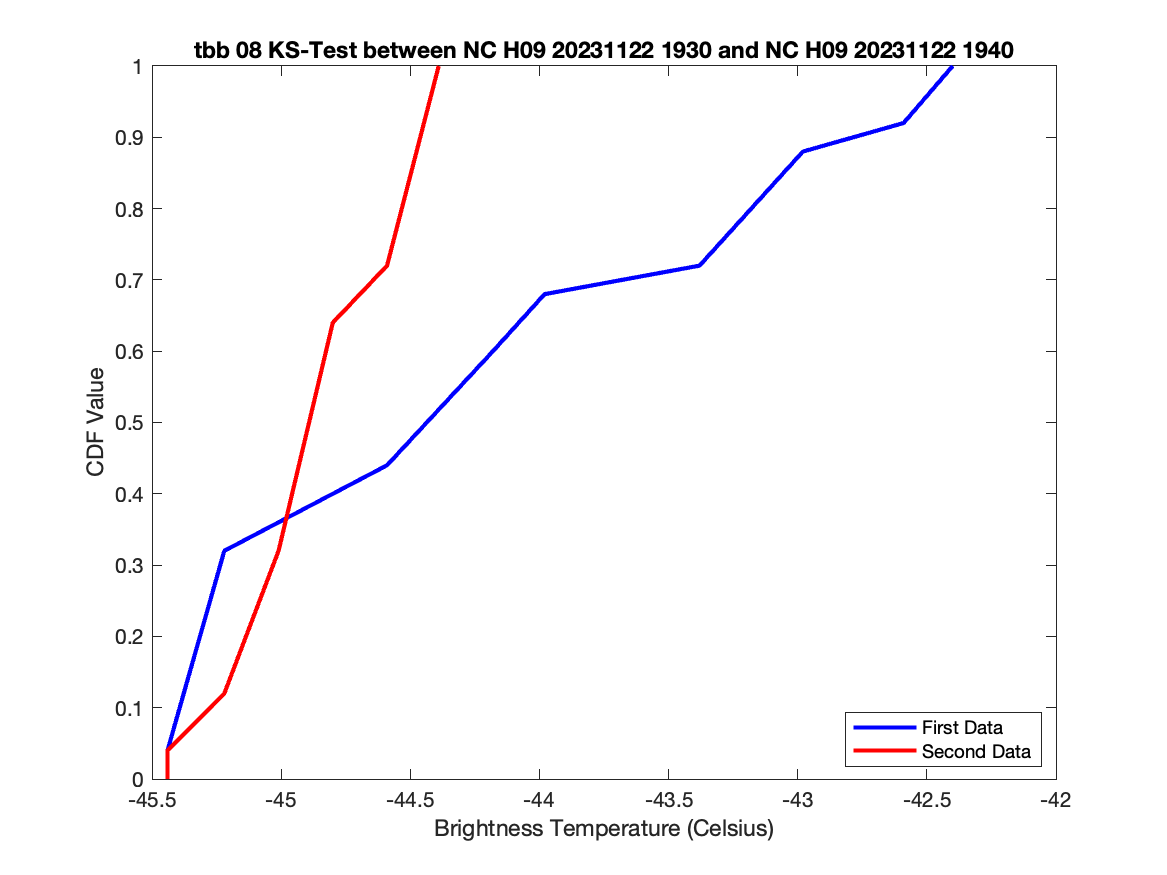 tbb 08 KS-Test between NC H09 20231122 1930 and NC H09 20231122 1940
1
0.9
0.8
0.7
0.6
0.5
0.4
0.3
0.2
0.1
0
CDF Value
-45.5 -45 -44.5 -44 -43.5 -43 -42.5 -42
Brightness Temperature (Celsius)
First Data
Second Data